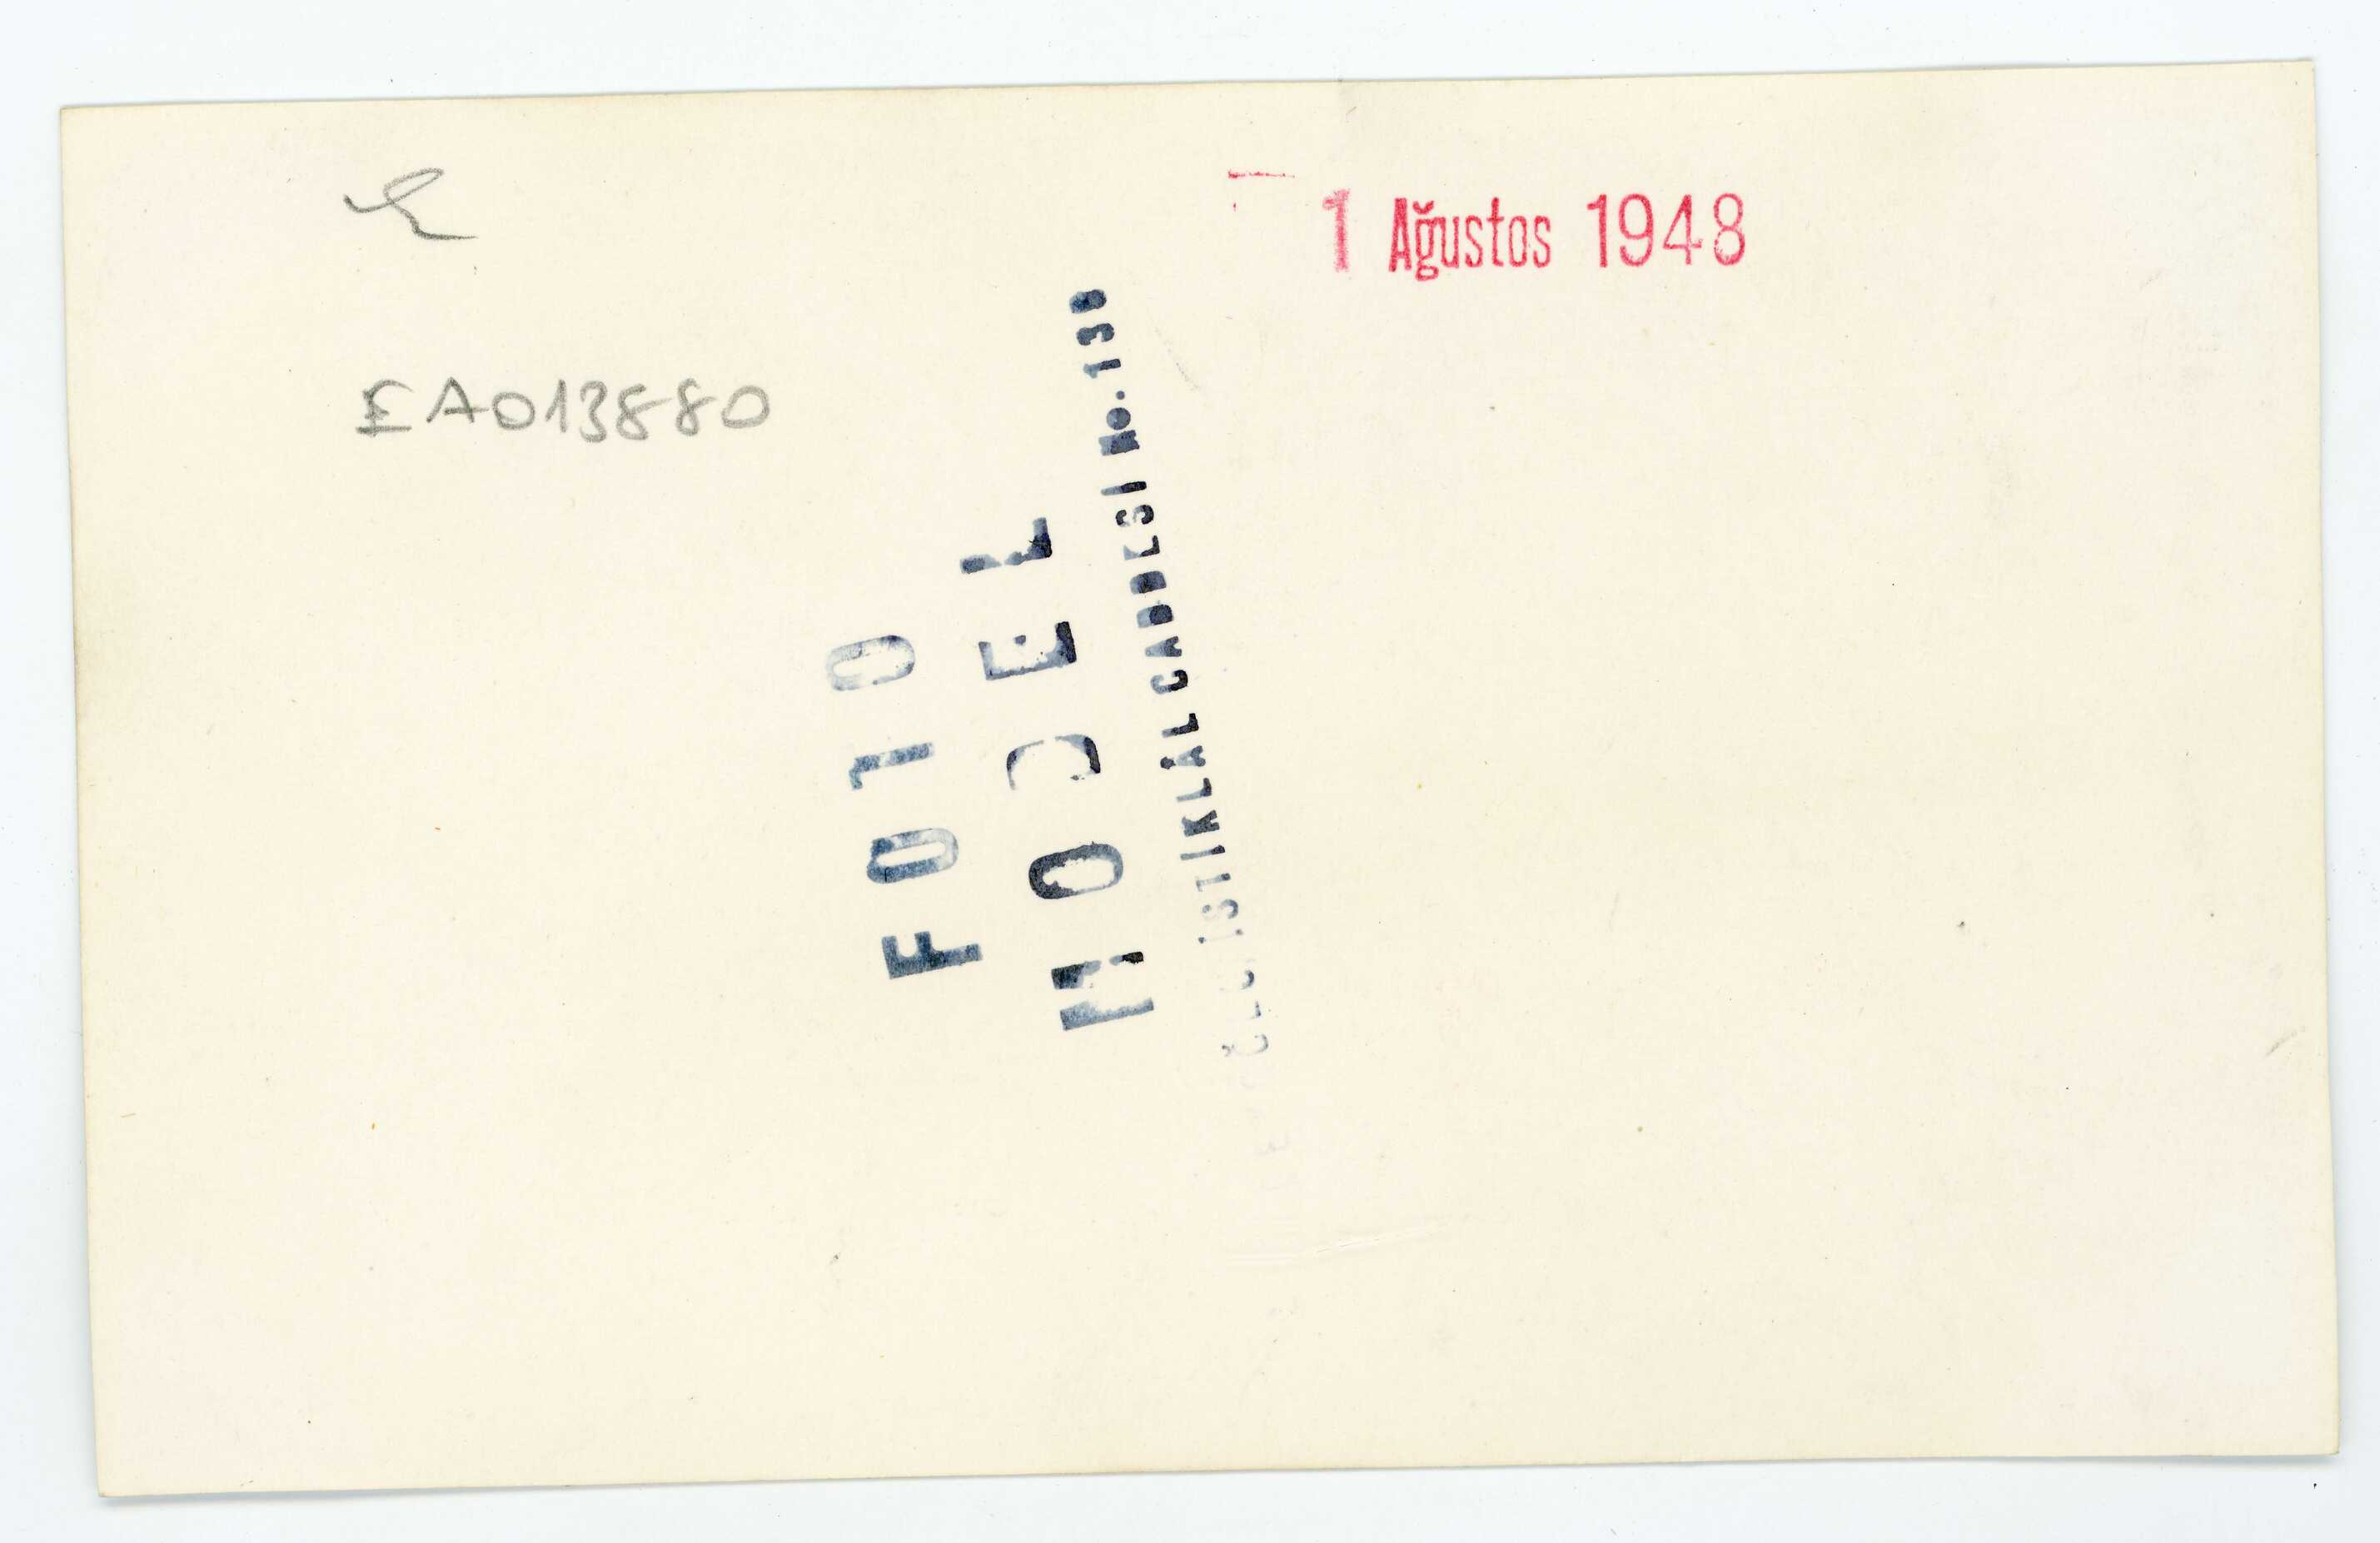 1 Ağustos 1948
EA013880
FOTO
MODEL
İSTİKLÂL CADDESİ No. 138